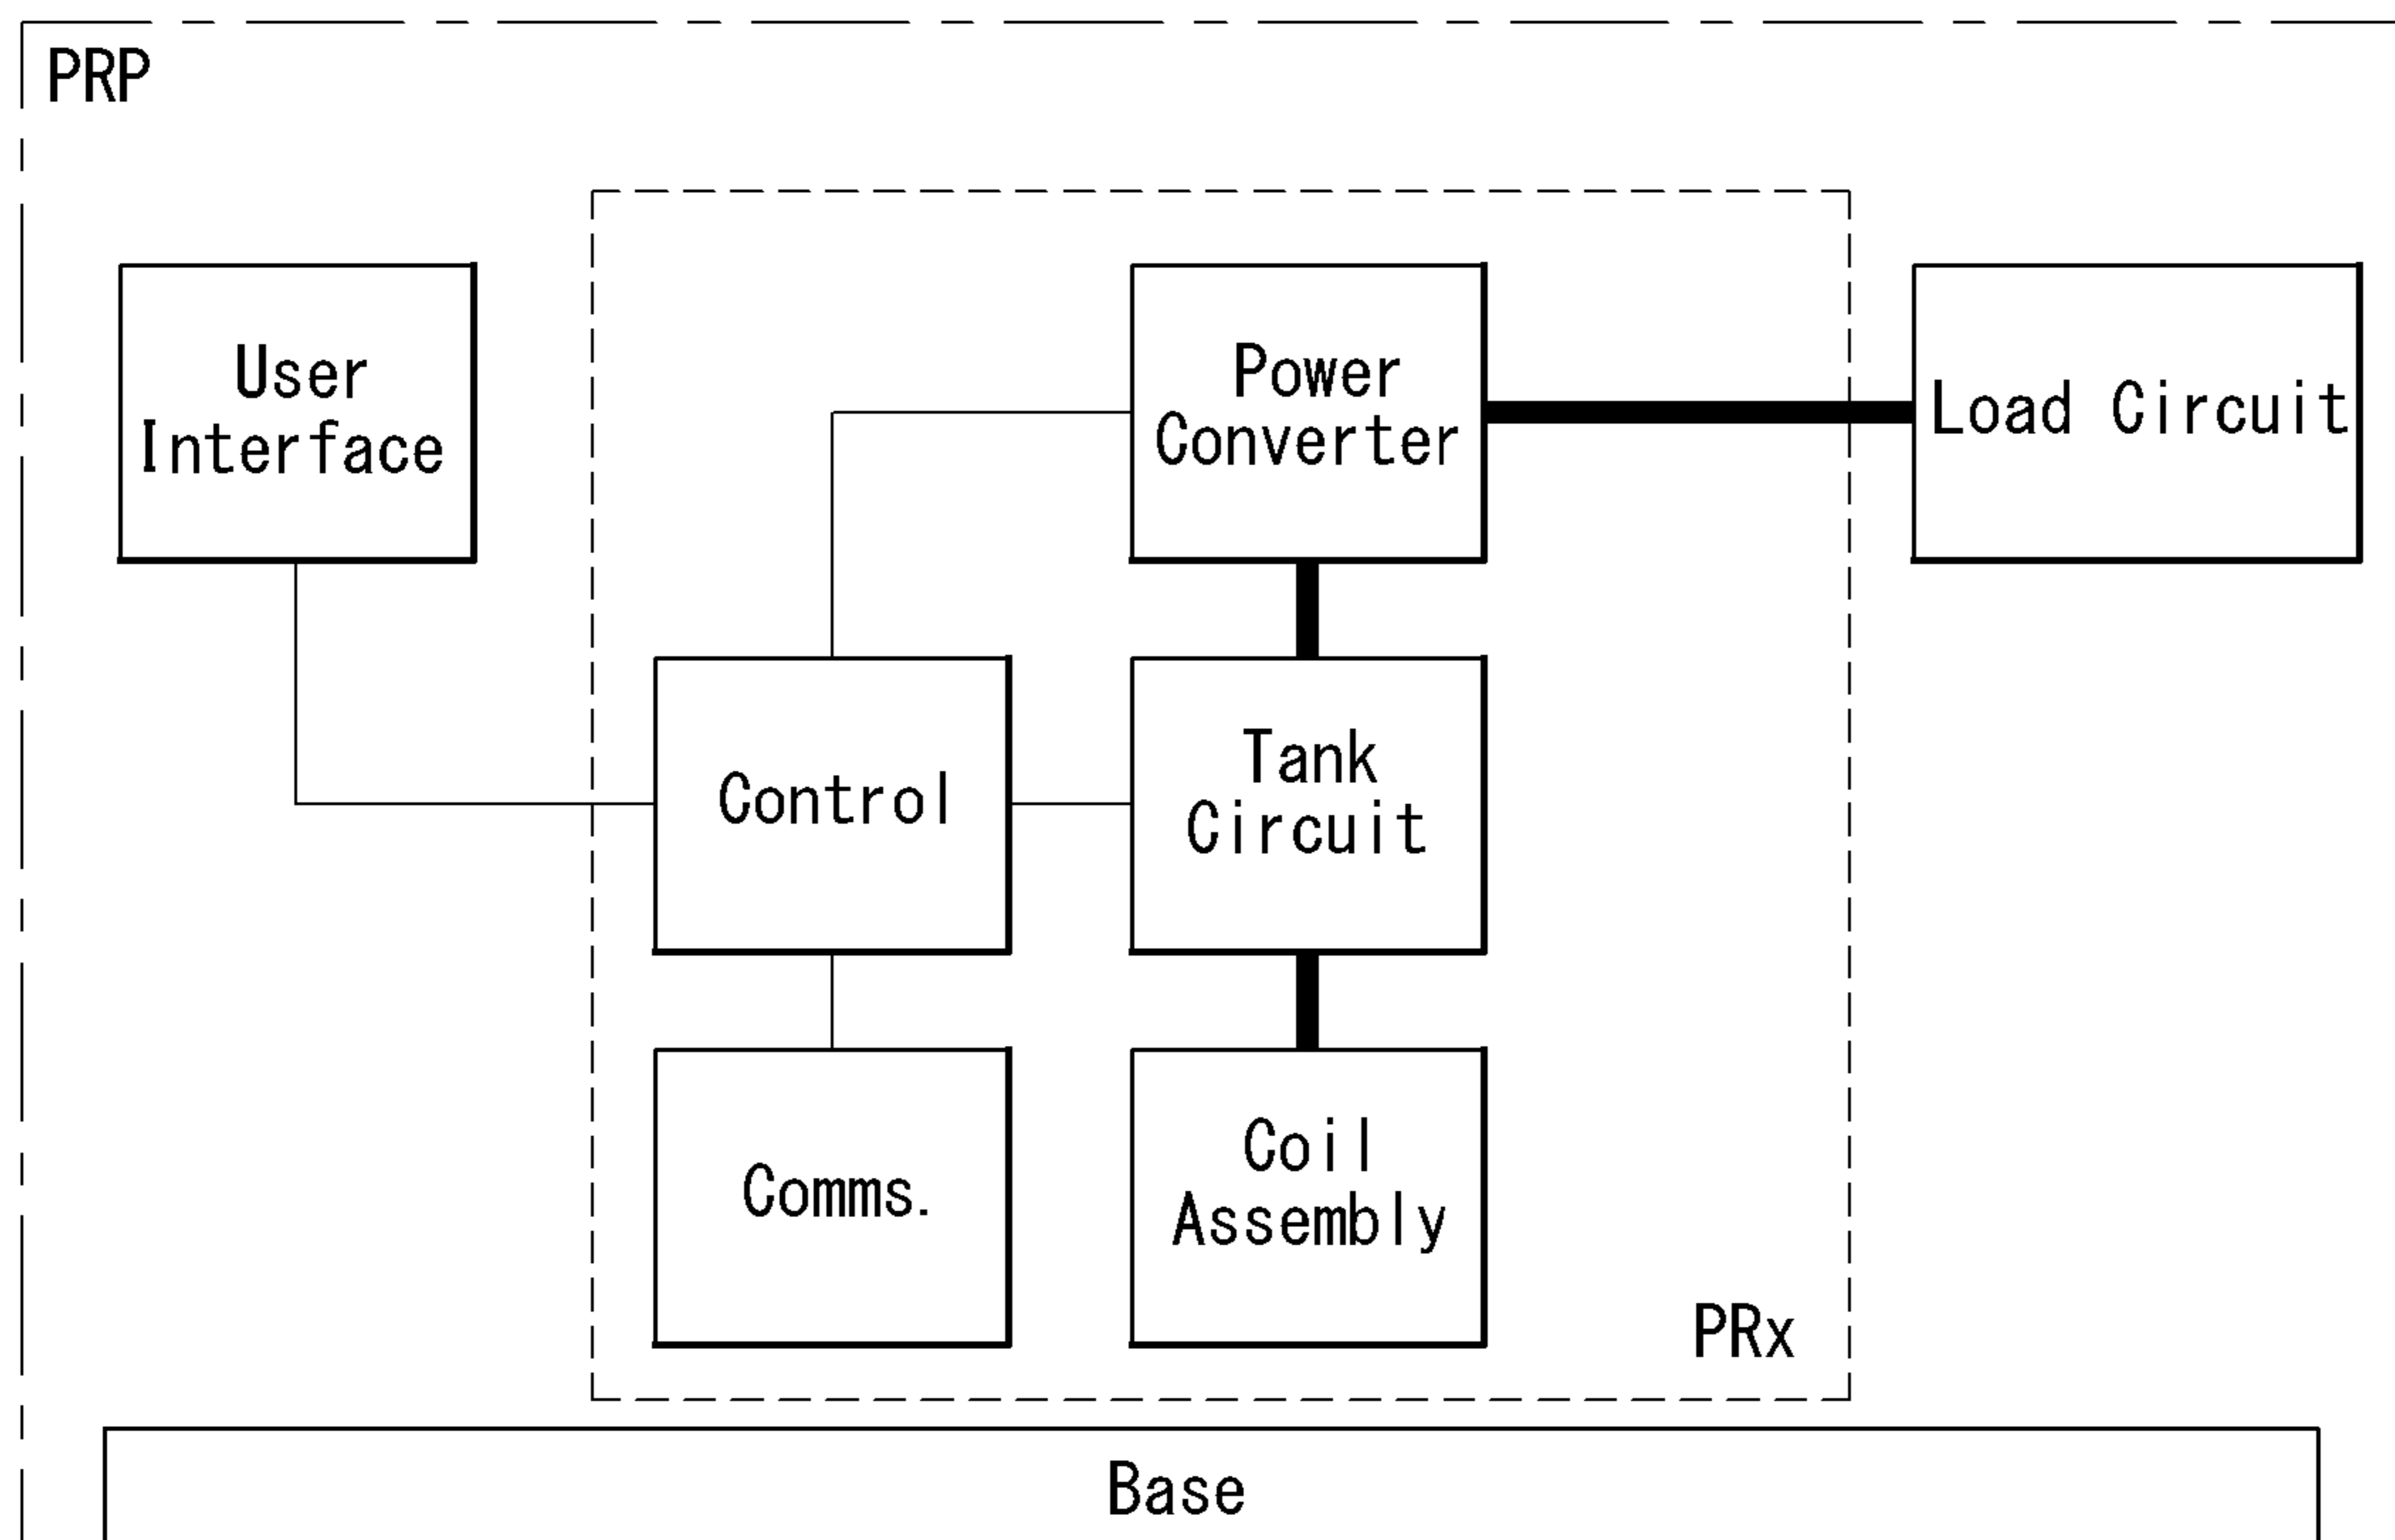 PRP
User
Interface
Power
Converter
Load Circuit
Control
Tank
Circuit
Comms.
Coil
Assembly
PRx
Base